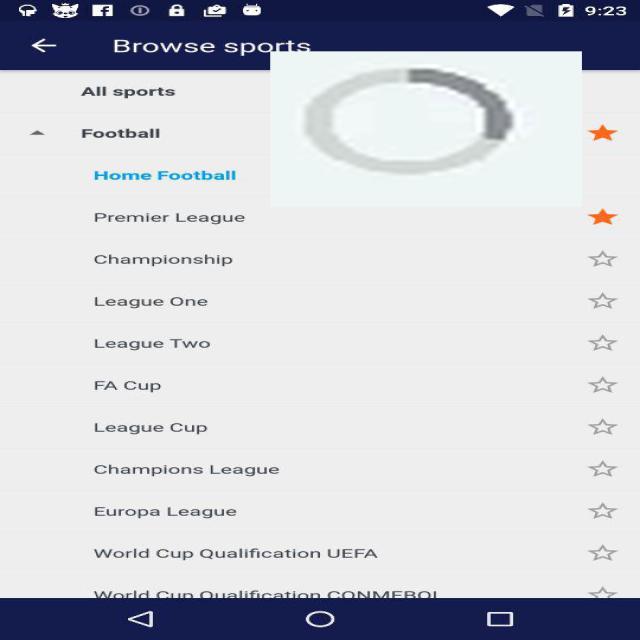 9:23
Browse sports
All sports
Football
Home Football
Premier League
Championship
League One
League Two
FA Cup
League Cup
Champions League
Europa League
World Cup Qualification UEFA
World Cup Qualification CONMEBOL